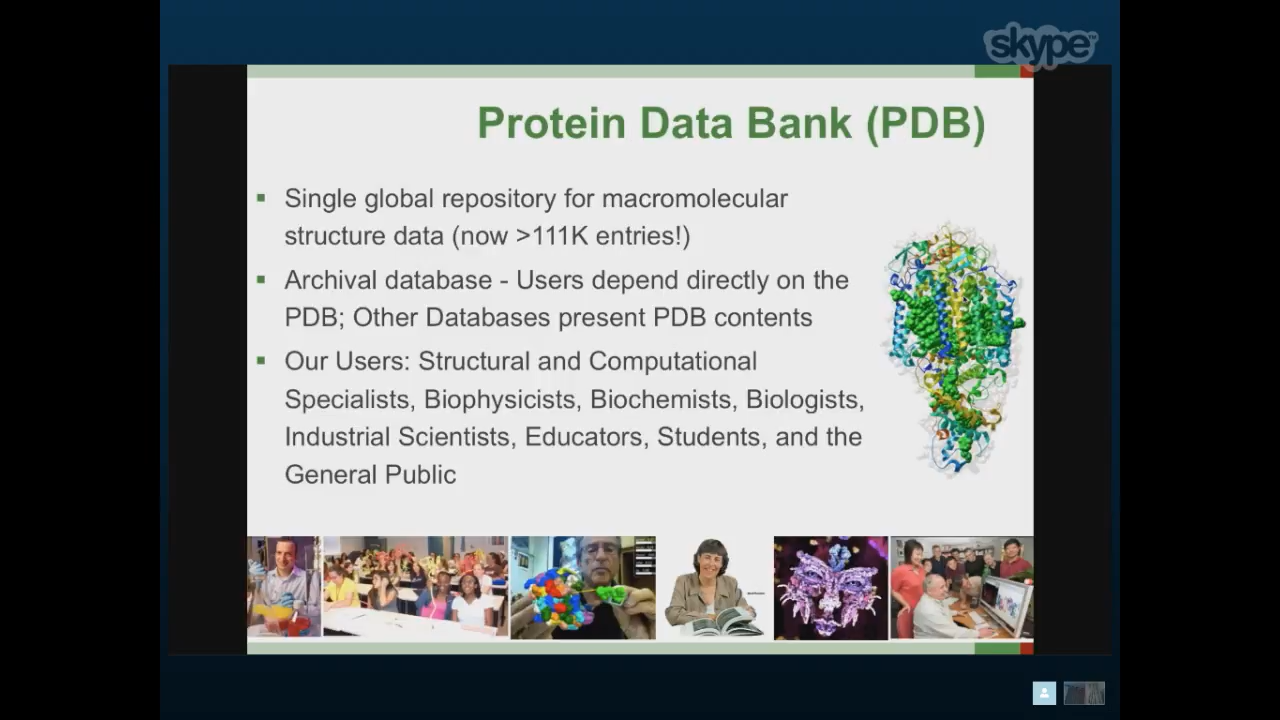 skype
Protein Data Bank (PDB)
▪ Single global repository for macromolecular
structure data (now >111K entries!)
▪ Archival database - Users depend directly on the
PDB; Other Databases present PDB contents
▪ Our Users: Structural and Computational
Specialists, Biophysicists, Biochemists, Biologists,
Industrial Scientists, Educators, Students, and the
General Public